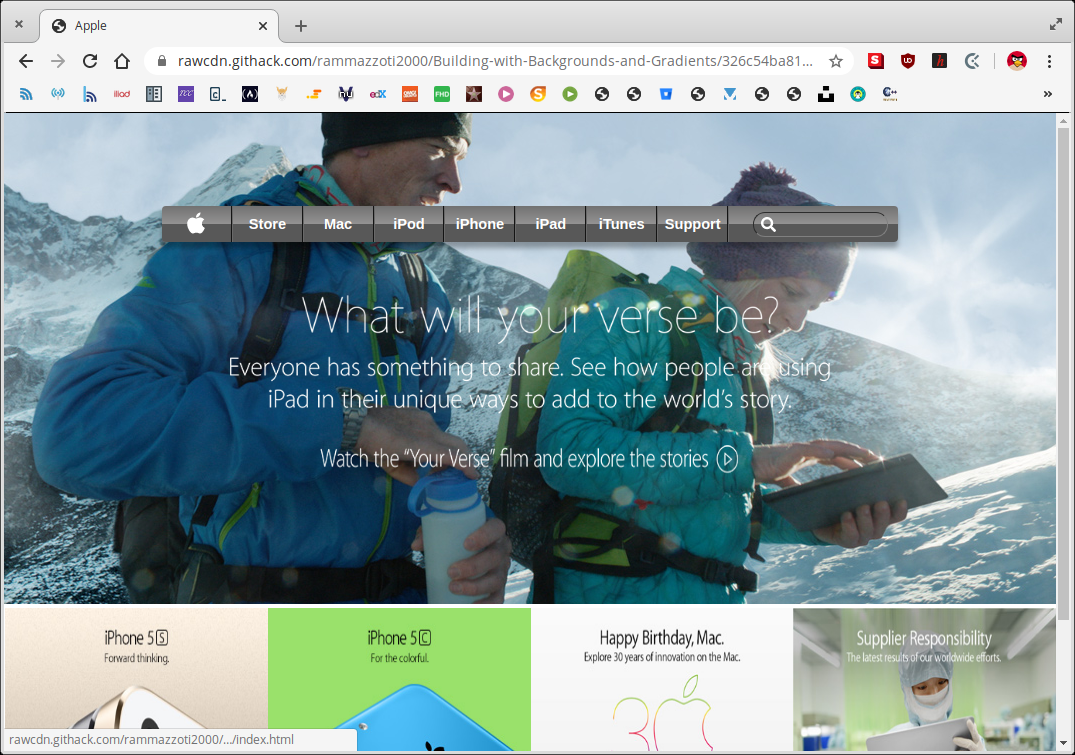 Apple
rawcdn.githack.com/rammazzoti2000/Building-with-Backgrounds-and-Gradients/326c54ba81...
Store
Mac
iPod
iPhone
iPad
iTunes
Support
What will your verse be?
Everyone has something to share. See how people are using
iPad in their unique ways to add to the world's story.
Watch the “Your Verse” film and explore the stories
iPhone 5S
Forward thinking.
iPhone 5C
For the colorful.
Happy Birthday, Mac.
Explore 30 years of innovation on the Mac.
Supplier Responsibility
The latest results of our worldwide efforts.
rawcdn.githack.com/rammazzoti2000/.../index.html